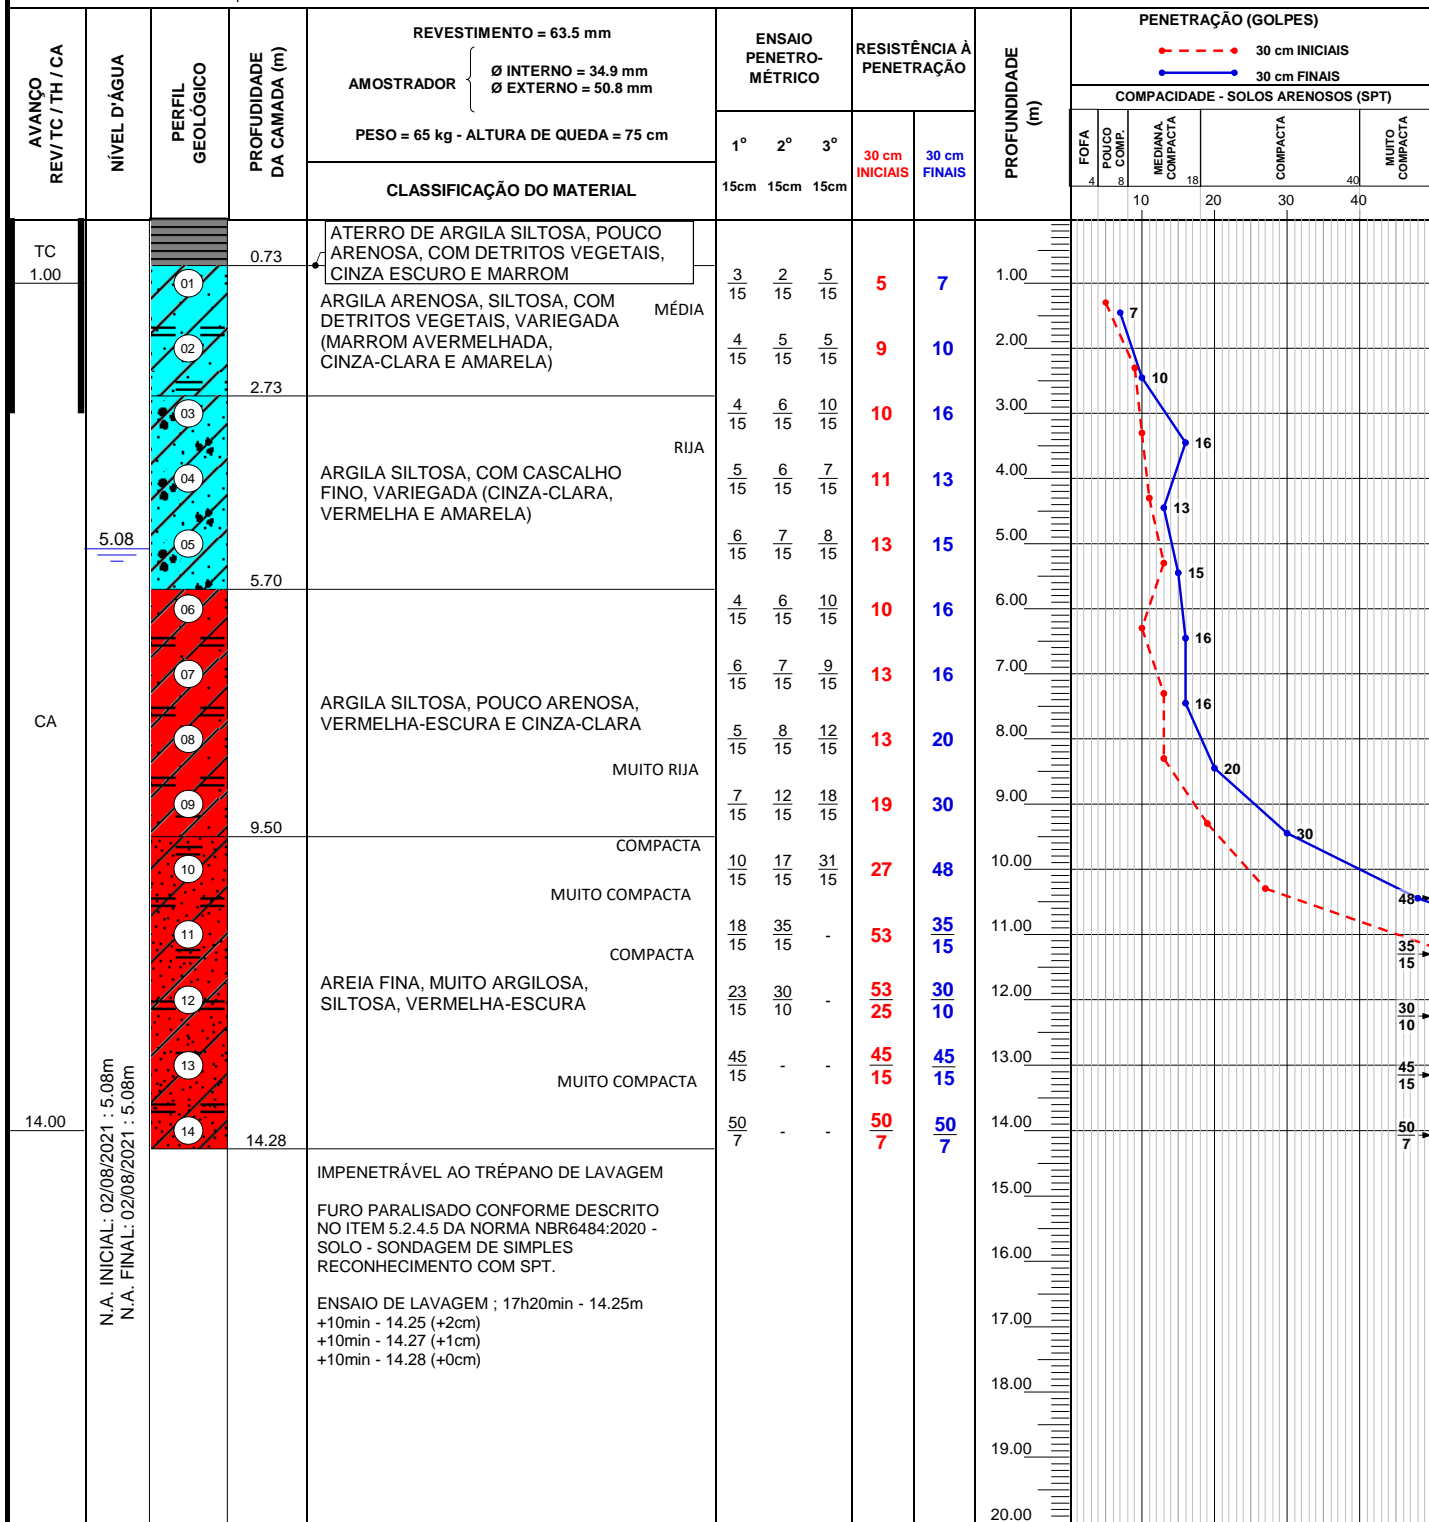 AVANÇO
REV/ TC / TH / CA
NÍVEL D'ÁGUA
PERFIL
GEOLÓGICO
PROFUDIDADE
DA CAMADA (m)
REVESTIMENTO = 63.5 mm
AMOSTRADOR
Ø INTERNO = 34.9 mm
Ø EXTERNO = 50.8 mm
PESO = 65 kg - ALTURA DE QUEDA = 75 cm
CLASSIFICAÇÃO DO MATERIAL
ENSAIO
PENETRO-
MÉTRICO
1° 2° 3°
15cm 15cm 15cm
RESISTÊNCIA À
PENETRAÇÃO
30 cm
INICIAIS
30 cm
FINAIS
PROFUNDIDADE
(m)
PENETRAÇÃO (GOLPES)
30 cm INICIAIS
30 cm FINAIS
COMPACIDADE - SOLOS ARENOSOS (SPT)
FOFA
4
POUCO
COMP.
8
MEDIANA.
COMPACTA
18
COMPACTA
40
MUITO
COMPACTA
10 20 30 40
TC
1.00
CA
14.00
5.08
N.A. INICIAL: 02/08/2021 : 5.08m
N.A. FINAL: 02/08/2021 : 5.08m
01
02
03
04
05
06
07
08
09
10
11
12
13
14
0.73
2.73
5.70
9.50
14.28
ATERRO DE ARGILA SILTOSA, POUCO
ARENOSA, COM DETRITOS VEGETAIS,
CINZA ESCURO E MARROM
ARGILA ARENOSA, SILTOSA, COM
DETRITOS VEGETAIS, VARIEGADA
(MARROM AVERMELHADA,
CINZA-CLARA E AMARELA)
MÉDIA
RIJA
ARGILA SILTOSA, COM CASCALHO
FINO, VARIEGADA (CINZA-CLARA,
VERMELHA E AMARELA)
ARGILA SILTOSA, POUCO ARENOSA,
VERMELHA-ESCURA E CINZA-CLARA
MUITO RIJA
COMPACTA
MUITO COMPACTA
COMPACTA
AREIA FINA, MUITO ARGILOSA,
SILTOSA, VERMELHA-ESCURA
MUITO COMPACTA
IMPENETRÁVEL AO TRÉPANO DE LAVAGEM
FURO PARALISADO CONFORME DESCRITO
NO ITEM 5.2.4.5 DA NORMA NBR6484:2020 -
SOLO - SONDAGEM DE SIMPLES
RECONHECIMENTO COM SPT.
ENSAIO DE LAVAGEM ; 17h20min - 14.25m
+10min - 14.25 (+2cm)
+10min - 14.27 (+1cm)
+10min - 14.28 (+0cm)
3/15 2/15 5/15 5 7
4/15 5/15 5/15 9 10
4/15 6/15 10/15 10 16
5/15 6/15 7/15 11 13
6/15 7/15 8/15 13 15
4/15 6/15 10/15 10 16
6/15 7/15 9/15 13 16
5/15 8/15 12/15 13 20
7/15 12/15 18/15 19 30
10/15 17/15 31/15 27 48
18/15 35/15 - 53 35/15
23/15 30/10 - 53/25 30/10
45/15 - - 45/15 45/15
50/7 - - 50/7 50/7
1.00
2.00
3.00
4.00
5.00
6.00
7.00
8.00
9.00
10.00
11.00
12.00
13.00
14.00
15.00
16.00
17.00
18.00
19.00
20.00
7
10
16
13
15
16
16
20
30
48
35/15
30/10
45/15
50/7